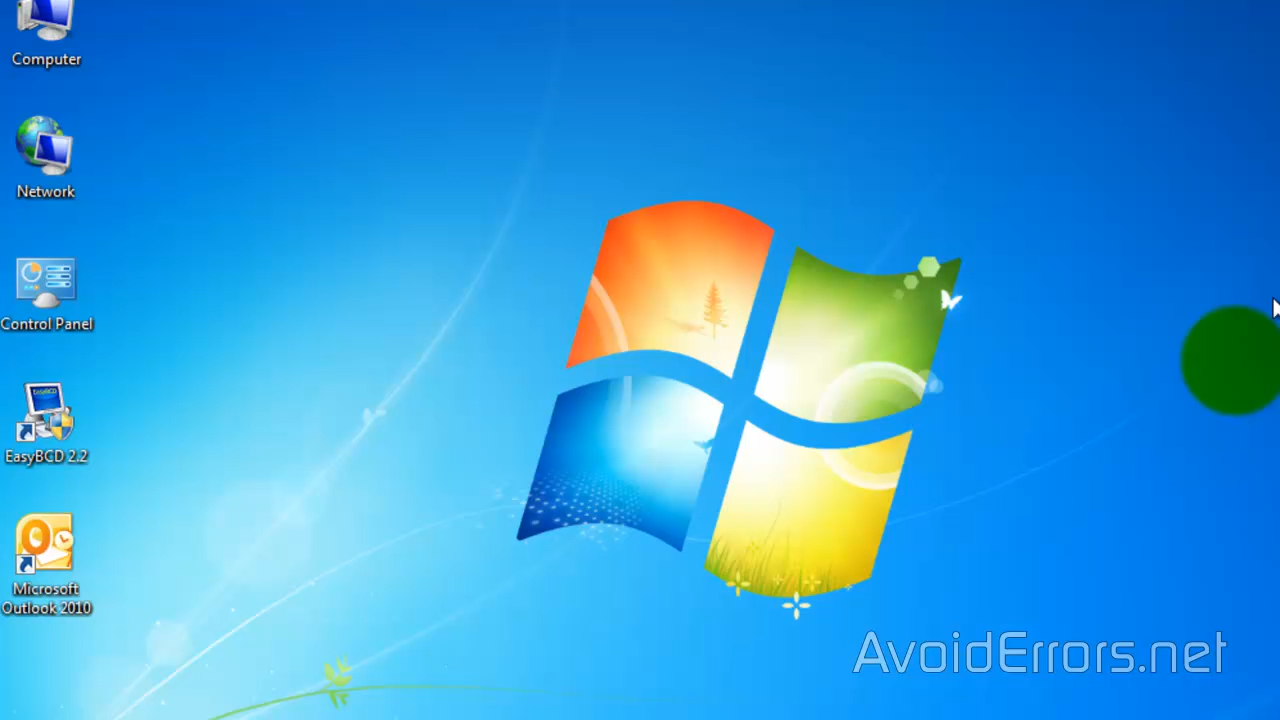 Computer
Network
Control Panel
EasyBCD 2.2
Microsoft
Outlook 2010
AvoidErrors.net